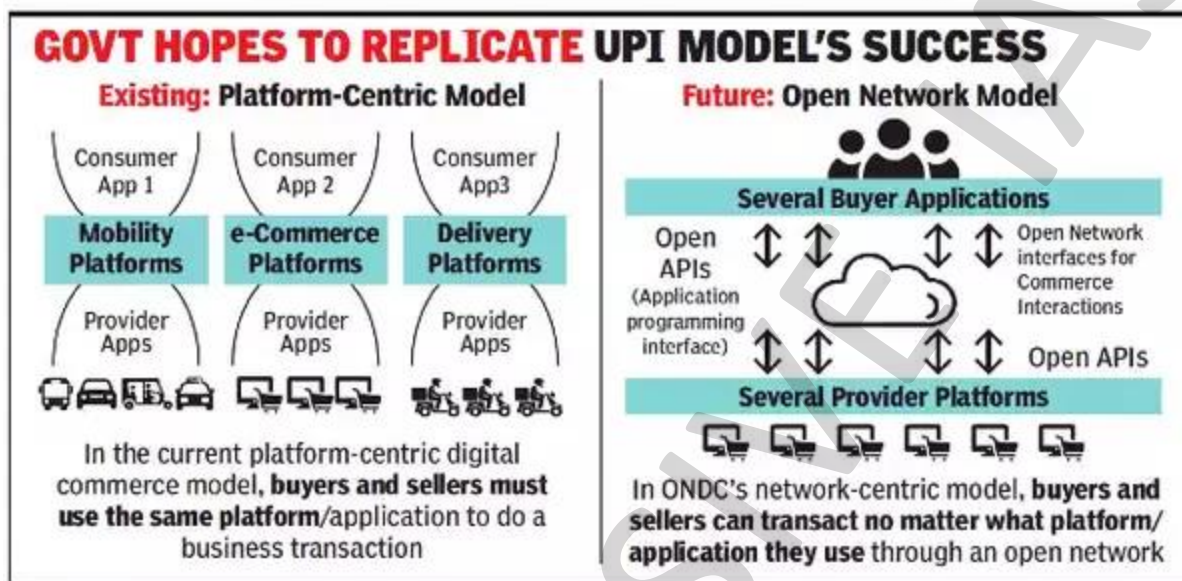 GOVT HOPES TO REPLICATE UPI MODEL'S SUCCESS
Existing: Platform-Centric Model
Consumer
App 1
Consumer
App 2
Consumer
App3
Mobility
Platforms
e-Commerce
Platforms
Delivery
Platforms
Provider
Apps
Provider
Apps
Provider
Apps
In the current platform-centric digital
commerce model, buyers and sellers must
use the same platform/application to do a
business transaction
Future: Open Network Model
Several Buyer Applications
Open
APIs
(Application
programming
interface)
Open Network
interfaces for
Commerce
Interactions
Open APIs
Several Provider Platforms
In ONDC's network-centric model, buyers and
sellers can transact no matter what platform/
application they use through an open network